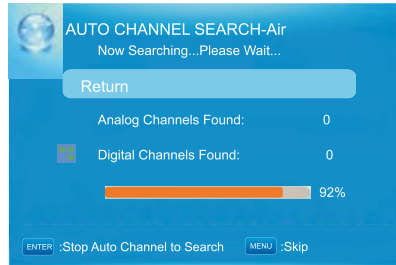 AUTO CHANNEL SEARCH-Air
Now Searching...Please Wait...
Return
Analog Channels Found: 0
Digital Channels Found: 0
92%
ENTER :Stop Auto Channel to Search MENU :Skip